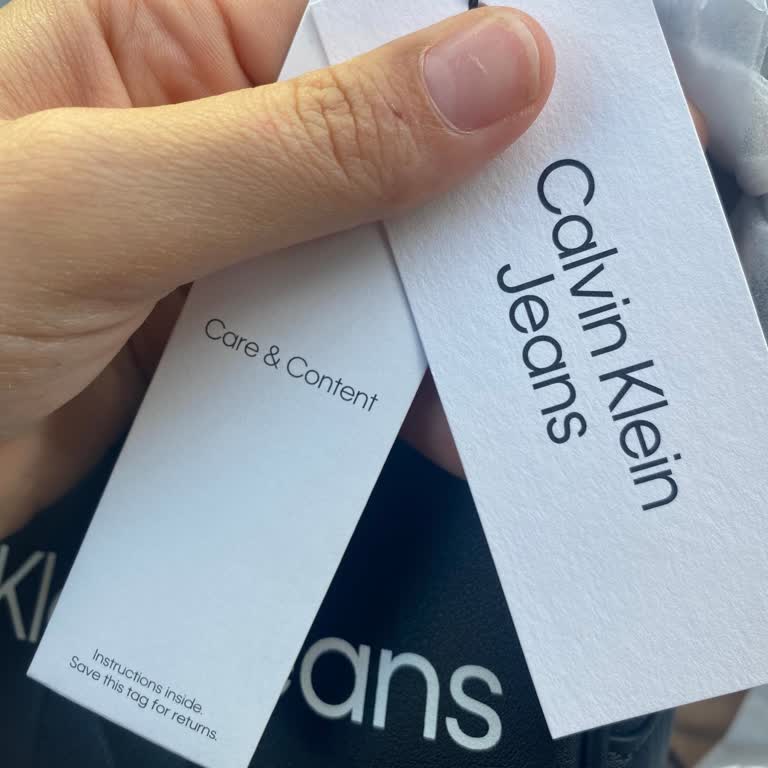 Calvin Klein
Jeans
Care & Content
Instructions inside.
Save this tag for returns.